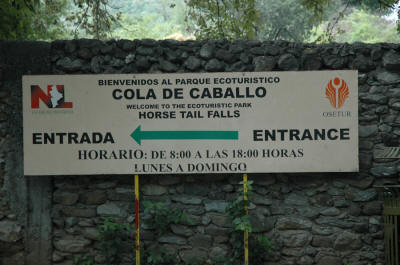 BIENVENIDOS AL PARQUE ECOTURISTICO
COLA DE CABALLO
WELCOME TO THE ECOTURISTIC PARK
HORSE TAIL FALLS
NL
OSETUR
ENTRADA
ENTRANCE
HORARIO: DE 8:00 A LAS 18:00 HORAS
LUNES A DOMINGO